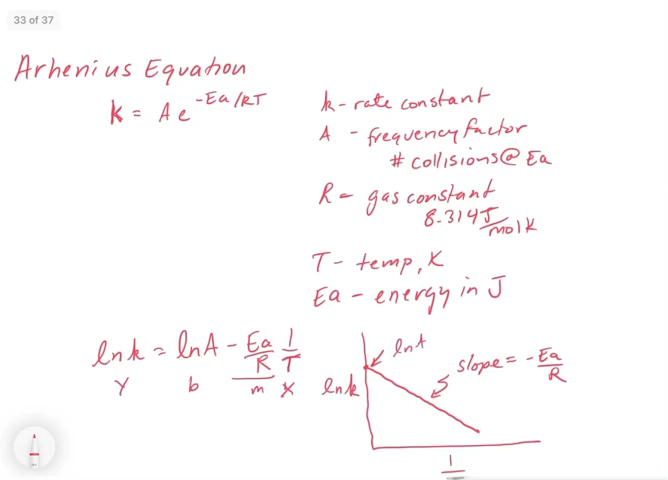 33 of 37
Arhenius Equation
k = A e^-Ea/RT
k - rate constant
A - frequency factor
# collisions @ Ea
R = gas constant
8.314 J/mol K
T - temp, K
Ea - energy in J
ln k = ln A - Ea/R 1/T
y b m x
ln A
slope = - Ea/R
ln k
1